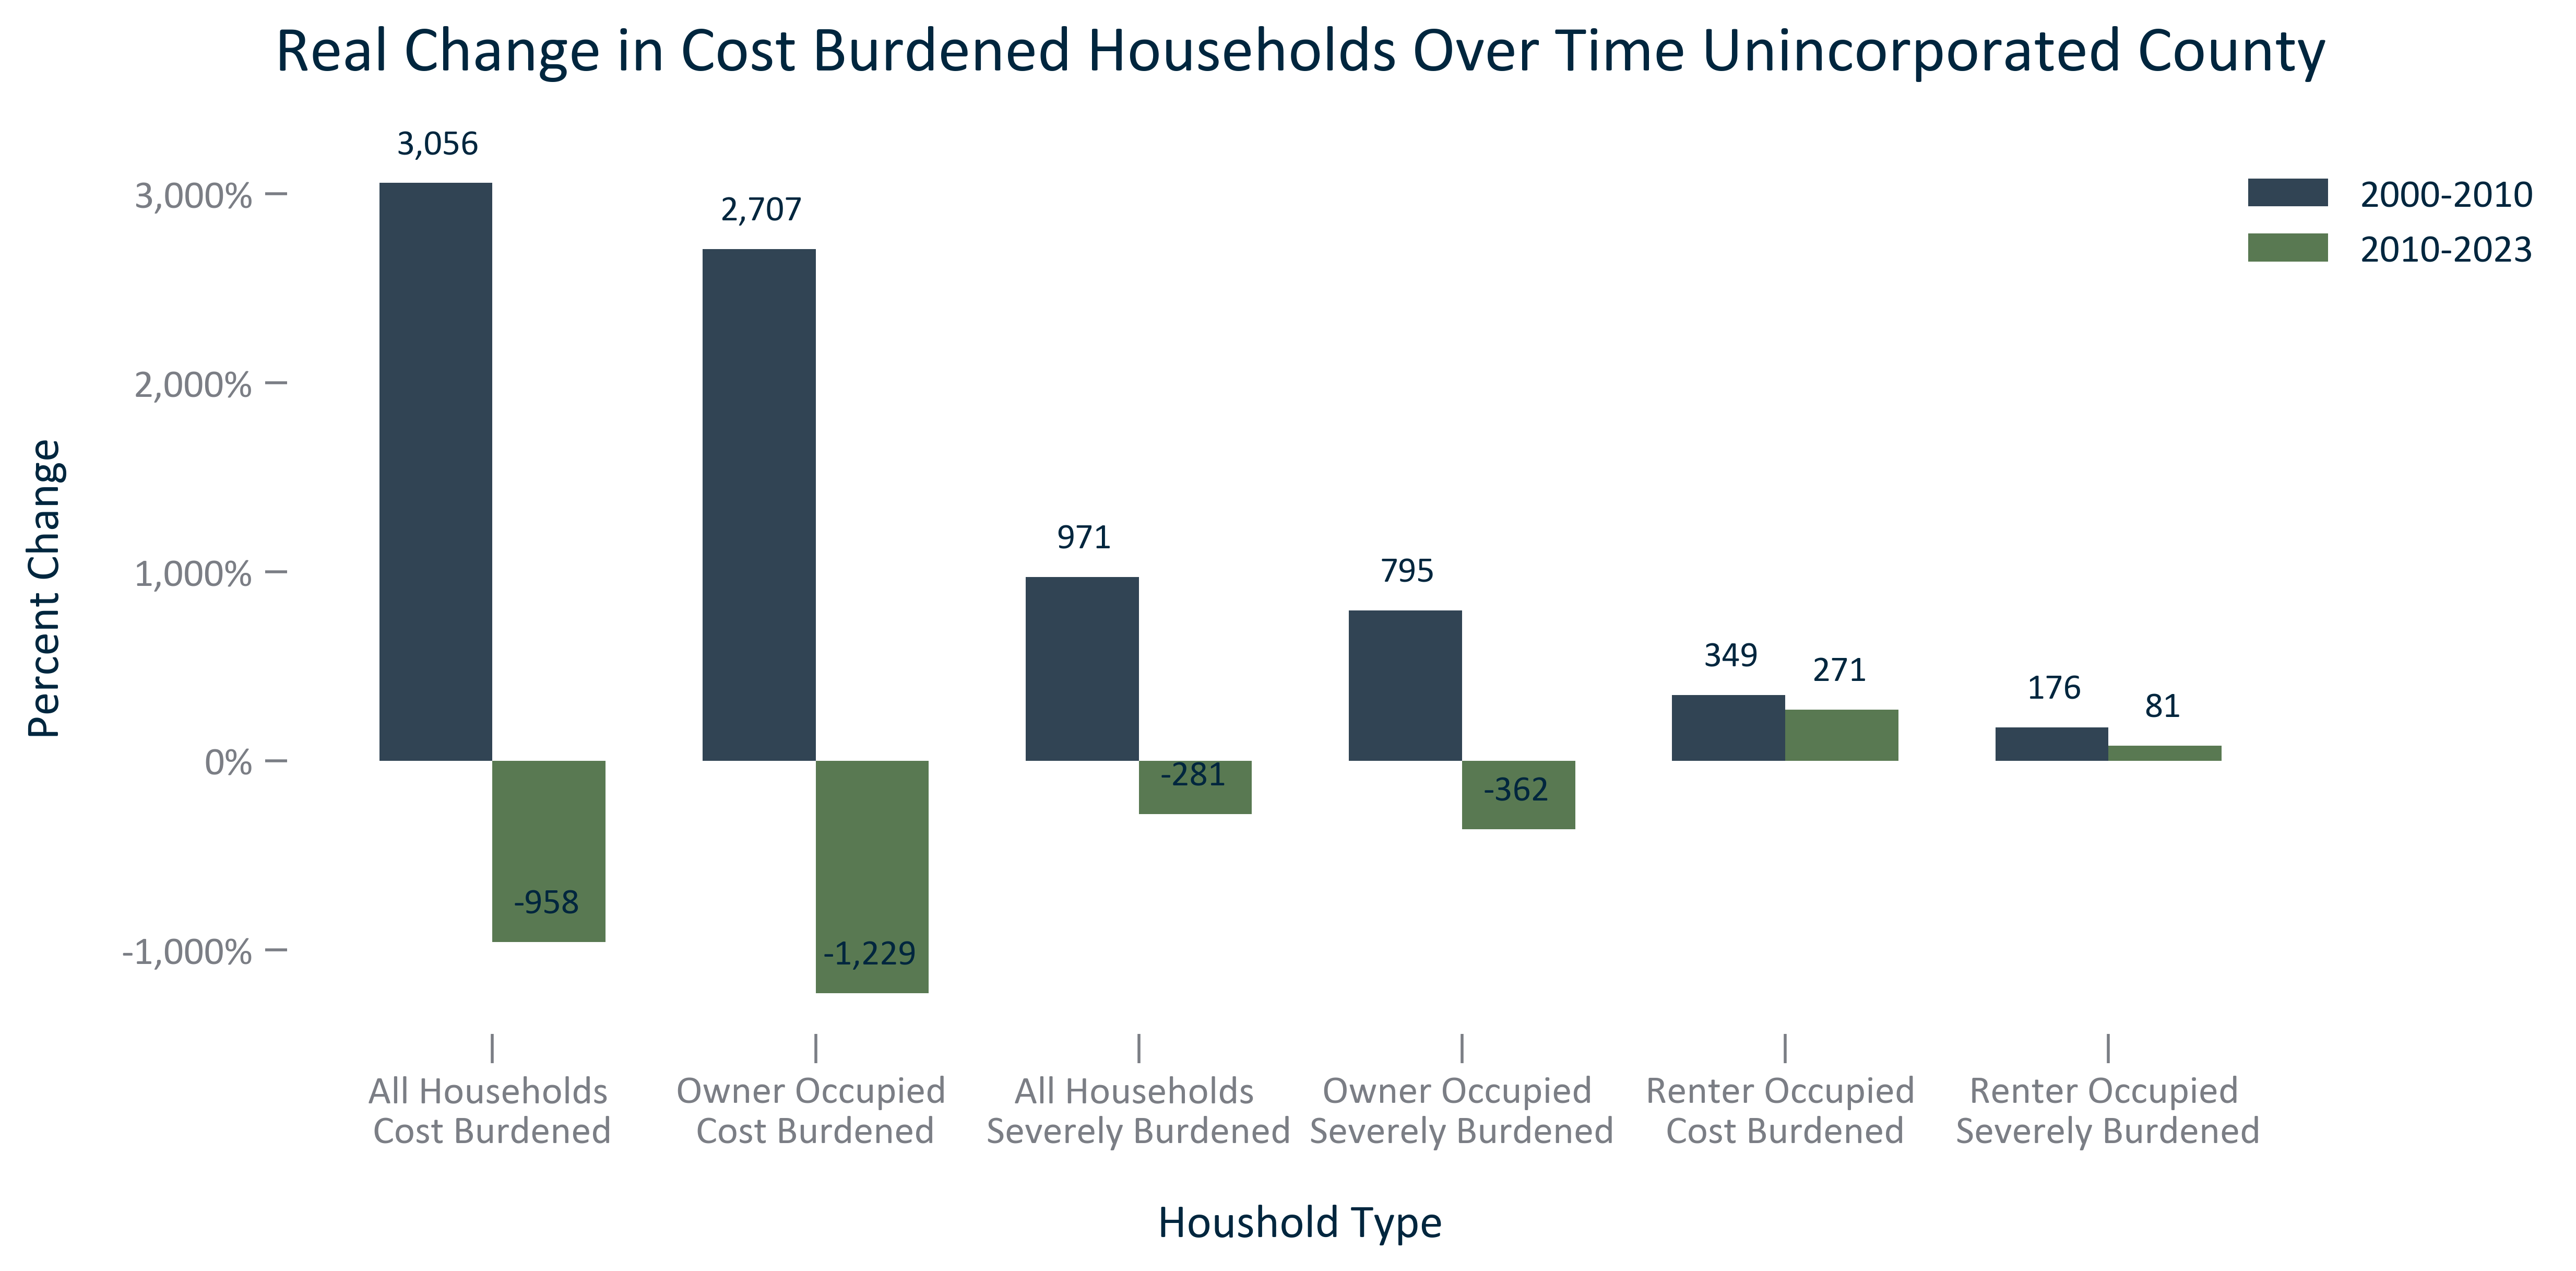 Real Change in Cost Burdened Households Over Time Unincorporated County
3,056
3,000%
2000-2010
2,707
2010-2023
2,000%
971
1,000%
795
349
271
176
81
0%
-281
-362
-958
-1,229
-1,000%
Percent Change
All Households
Cost Burdened
Owner Occupied
Cost Burdened
All Households
Severely Burdened
Owner Occupied
Severely Burdened
Renter Occupied
Cost Burdened
Renter Occupied
Severely Burdened
Houshold Type